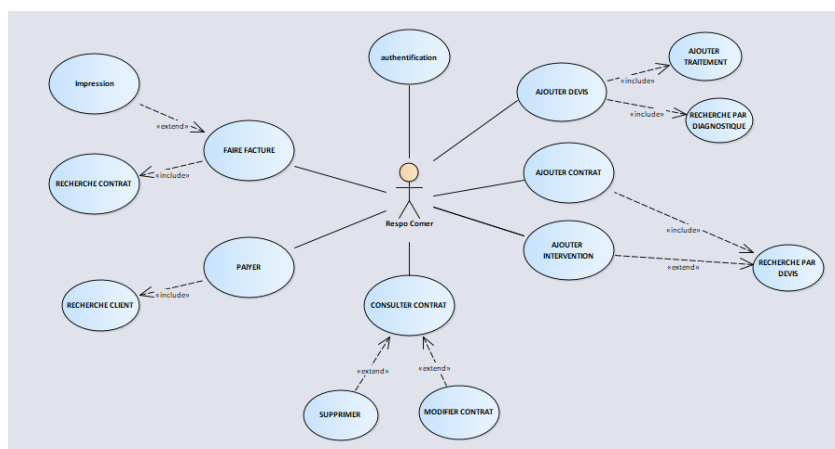 authentification
AJOUTER
TRAITEMENT
Impression
AJOUTER DEVIS
«include»
«include»
RECHERCHE PAR
DIAGNOSTIQUE
«extend»
FAIRE FACTURE
RECHERCHE CONTRAT
«include»
AJOUTER CONTRAT
Respo Comer
«include»
AJOUTER
INTERVENTION
«extend»
RECHERCHE PAR
DEVIS
PAIYER
«include»
RECHERCHE CLIENT
CONSULTER CONTRAT
«extend»
«extend»
SUPPRIMER
MODIFIER CONTRAT